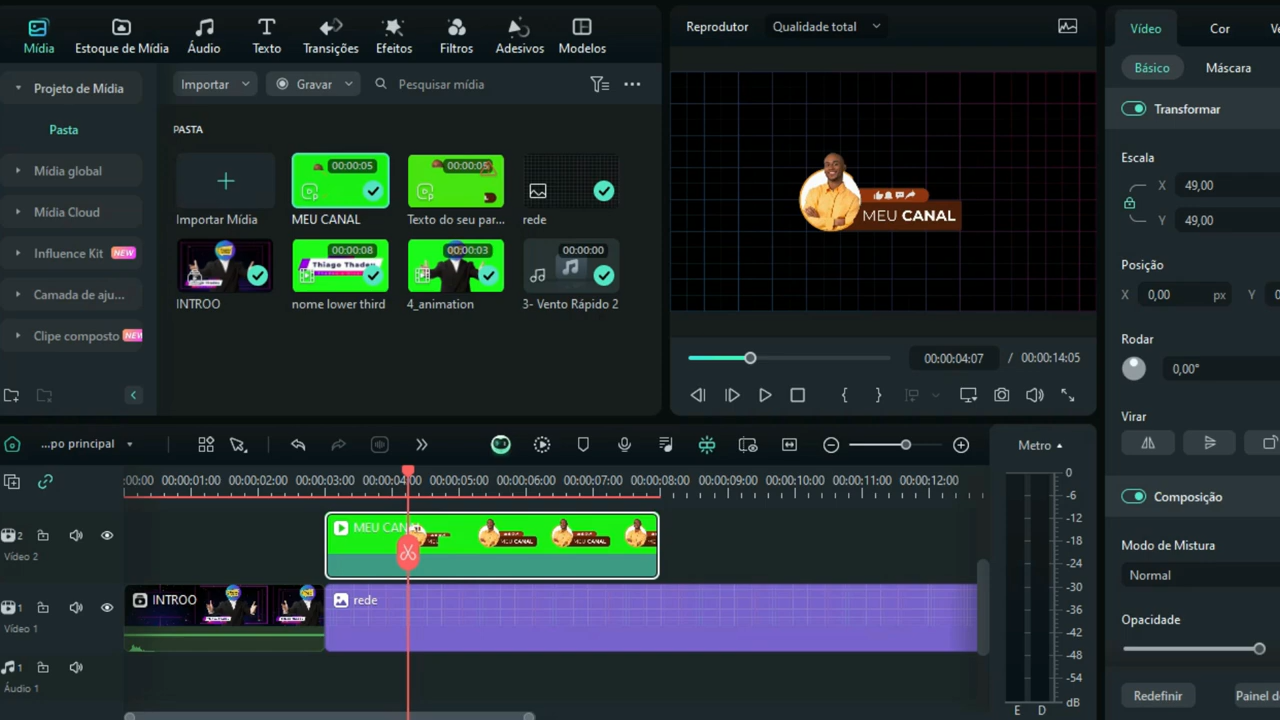 Mídia
Estoque de Mídia
Áudio
Texto
Transições
Efeitos
Filtros
Adesivos
Modelos
Projeto de Mídia
Pasta
Mídia global
Mídia Cloud
Influence Kit NEW
Camada de aju...
Clipe composto NEW
Importar
Gravar
Pesquisar mídia
PASTA
Importar Mídia
00:00:05
MEU CANAL
00:00:05
Texto do seu par...
rede
INTROO
00:00:08
Thiago Thadeu
nome lower third
00:00:03
4_animation
00:00:00
3- Vento Rápido 2
Reprodutor
Qualidade total
MEU CANAL
00:00:04:07 / 00:00:14:05
Vídeo
Cor
Básico
Máscara
Transformar
Escala
X 49,00
Y 49,00
Posição
X 0,00 px Y
Rodar
0,00°
Virar
Composição
Modo de Mistura
Normal
Opacidade
Redefinir
Painel d
...po principal
Metro
:00:00 00:00:01:00 00:00:02:00 00:00:03:00 00:00:04:00 00:00:05:00 00:00:06:00 00:00:07:00 00:00:08:00 00:00:09:00 00:00:10:00 00:00:11:00 00:00:12:00
2
Vídeo 2
MEU CANAL
MEU CANAL
MEU CANAL
1
Vídeo 1
INTROO
rede
1
Áudio 1
0
-6
-12
-18
-24
-30
-36
-42
-48
-54
dB
E D